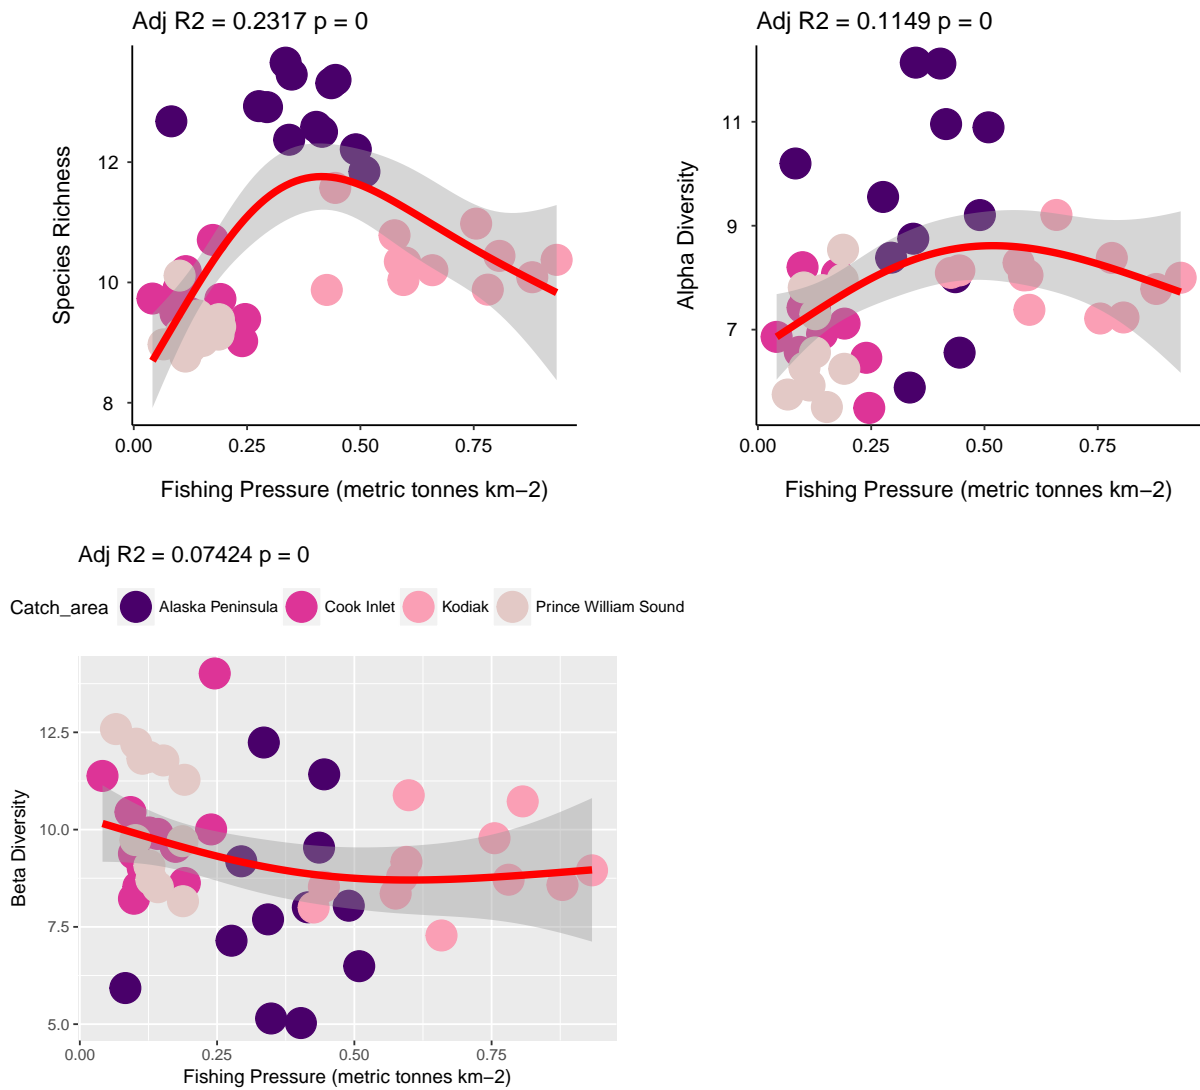 Adj R2 = 0.2317 p = 0
Species Richness
12
10
8
0.00 0.25 0.50 0.75
Fishing Pressure (metric tonnes km−2)
Adj R2 = 0.1149 p = 0
Alpha Diversity
11
9
7
0.00 0.25 0.50 0.75
Fishing Pressure (metric tonnes km−2)
Adj R2 = 0.07424 p = 0
Catch_area Alaska Peninsula Cook Inlet Kodiak Prince William Sound
Beta Diversity
12.5
10.0
7.5
5.0
0.00 0.25 0.50 0.75
Fishing Pressure (metric tonnes km−2)